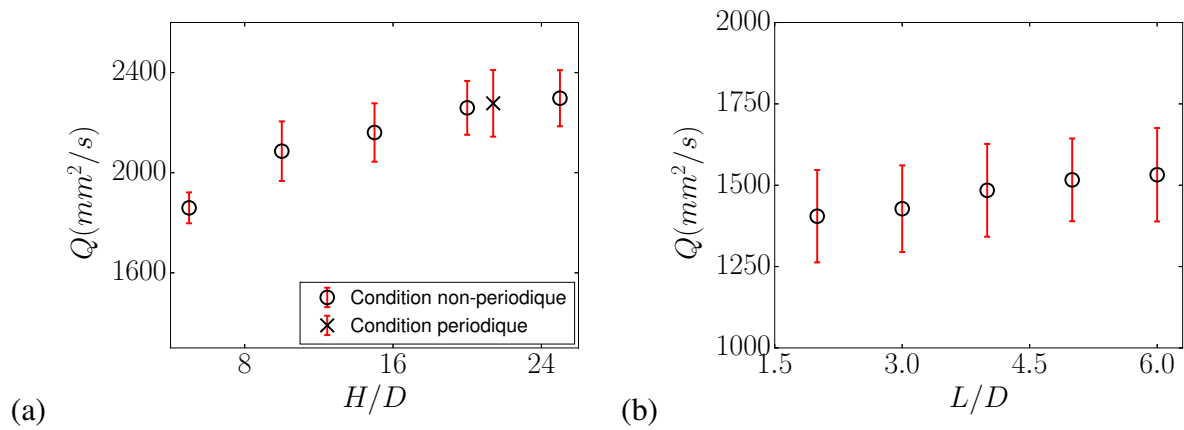 2400
2000
1600
Q(mm²/s)
Condition non-periodique
Condition periodique
8 16 24
H/D
(a)
2000
1750
1500
1250
1000
Q(mm²/s)
1.5 3.0 4.5 6.0
L/D
(b)